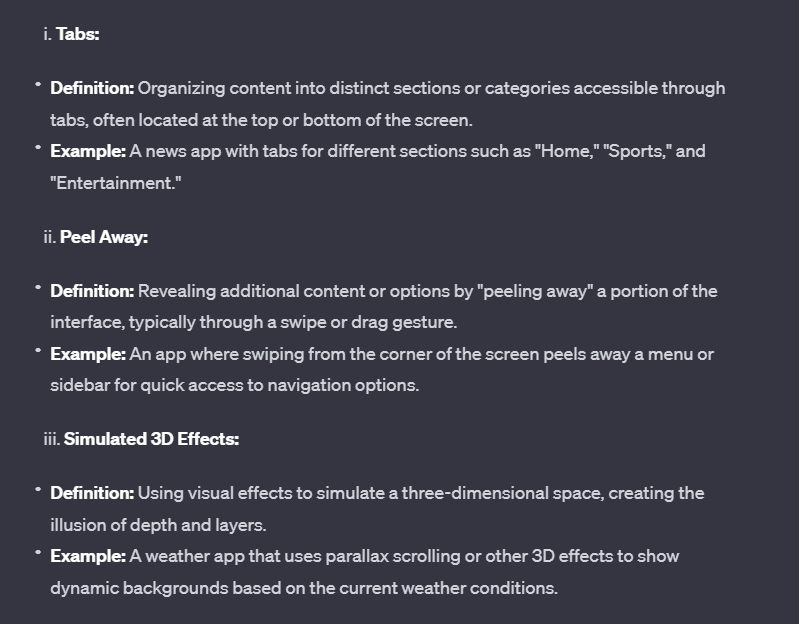 i. Tabs:
• Definition: Organizing content into distinct sections or categories accessible through
tabs, often located at the top or bottom of the screen.
• Example: A news app with tabs for different sections such as "Home," "Sports," and
"Entertainment."
ii. Peel Away:
• Definition: Revealing additional content or options by "peeling away" a portion of the
interface, typically through a swipe or drag gesture.
• Example: An app where swiping from the corner of the screen peels away a menu or
sidebar for quick access to navigation options.
iii. Simulated 3D Effects:
• Definition: Using visual effects to simulate a three-dimensional space, creating the
illusion of depth and layers.
• Example: A weather app that uses parallax scrolling or other 3D effects to show
dynamic backgrounds based on the current weather conditions.